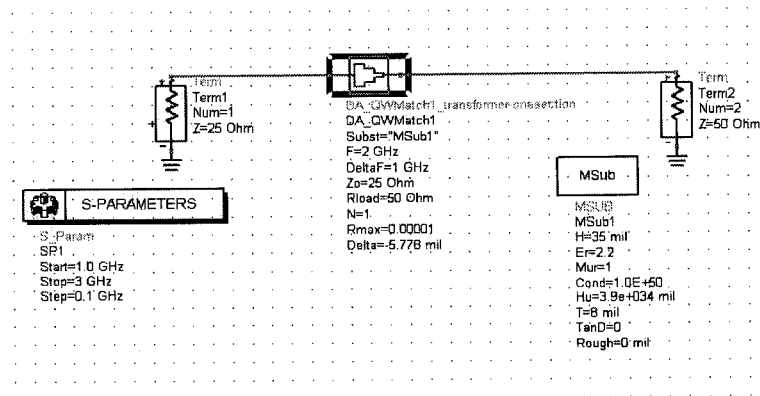 Term
Term1
Num=1
Z=25 Ohm
DA_QWMatch1_transformer-onesection
DA_QWMatch1
Subst="MSub1"
F=2 GHz
DeltaF=1 GHz
Zo=25 Ohm
Rload=50 Ohm
N=1
Rmax=0.00001
Delta=-5.778 mil
Term
Term2
Num=2
Z=50 Ohm
S-PARAMETERS
S_Param
SP1
Start=1.0 GHz
Stop=3 GHz
Step=0.1 GHz
MSub
MSUB
MSub1
H=35 mil
Er=2.2
Mur=1
Cond=1.0E+50
Hu=3.9e+034 mil
T=8 mil
TanD=0
Rough=0 mil